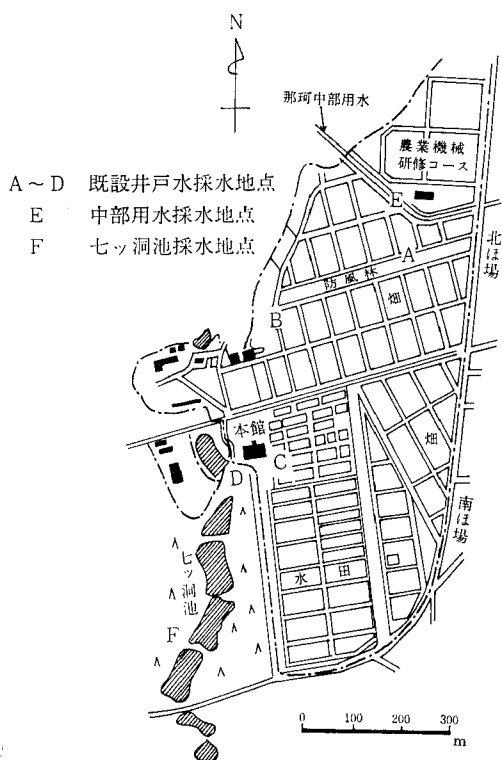 N
那珂中部用水
農業機械
研修コース
A～D 既設井戸水採水地点
E 中部用水採水地点
F 七ッ洞池採水地点
E
A
北ほ場
防風林
畑
B
本館
C
畑
D
南ほ場
七ッ洞池
水田
F
0 100 200 300
m